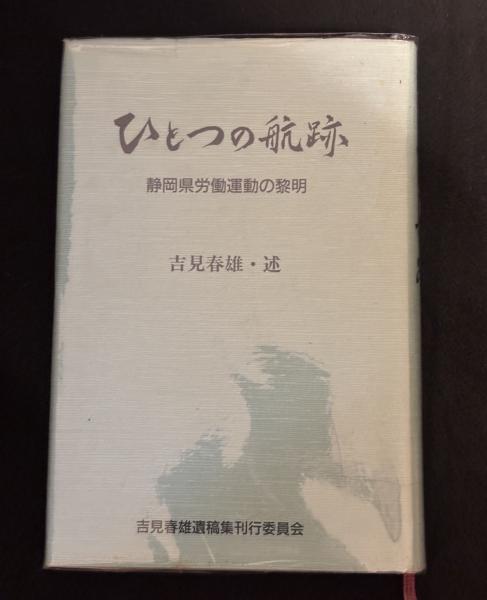 ひとつの航跡
静岡県労働運動の黎明
吉見春雄・述
吉見春雄遺稿集刊行委員会